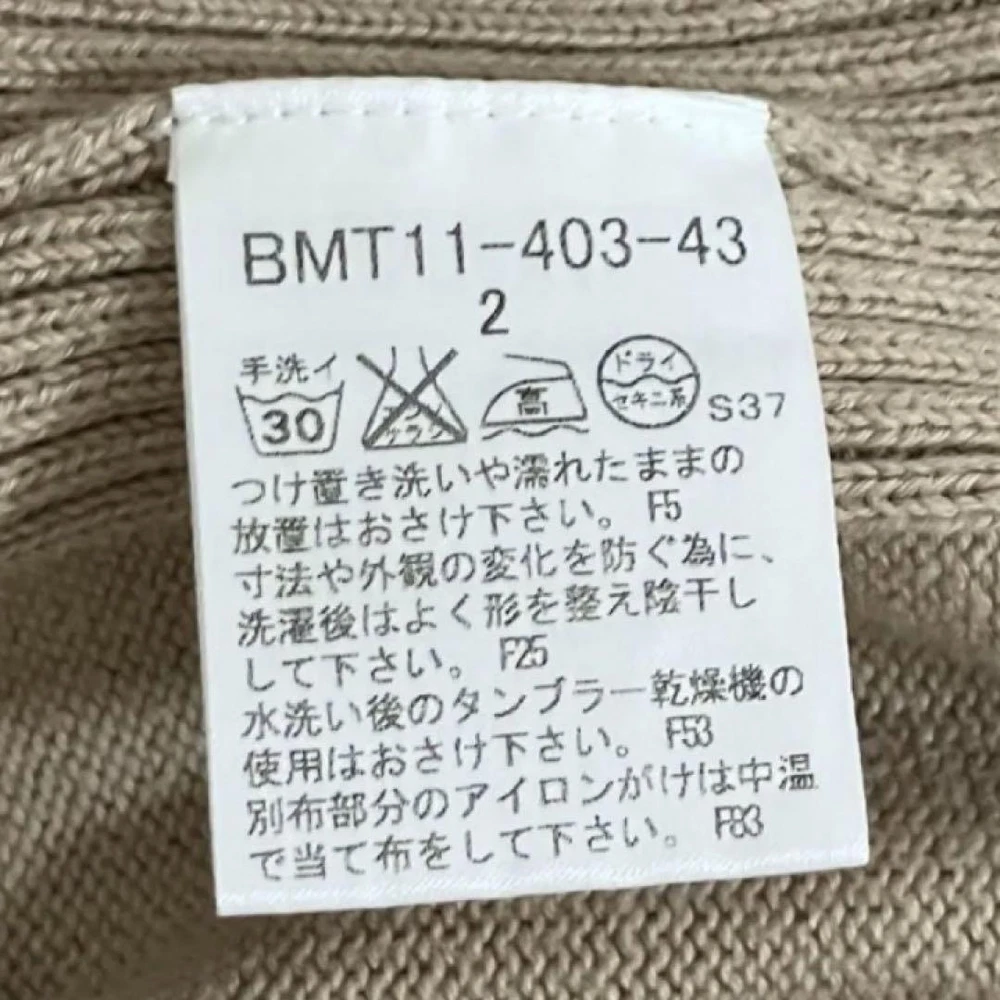 BMT11-403-43
2
手洗イ
30
エンソ
サラシ
高
ドライ
セキユ系
S37
つけ置き洗いや濡れたままの
放置はおさけ下さい。 F5
寸法や外観の変化を防ぐ為に、
洗濯後はよく形を整え陰干し
して下さい。 F25
水洗い後のタンブラー乾燥機の
使用はおさけ下さい。 F53
別布部分のアイロンがけは中温
で当て布をして下さい。 F83